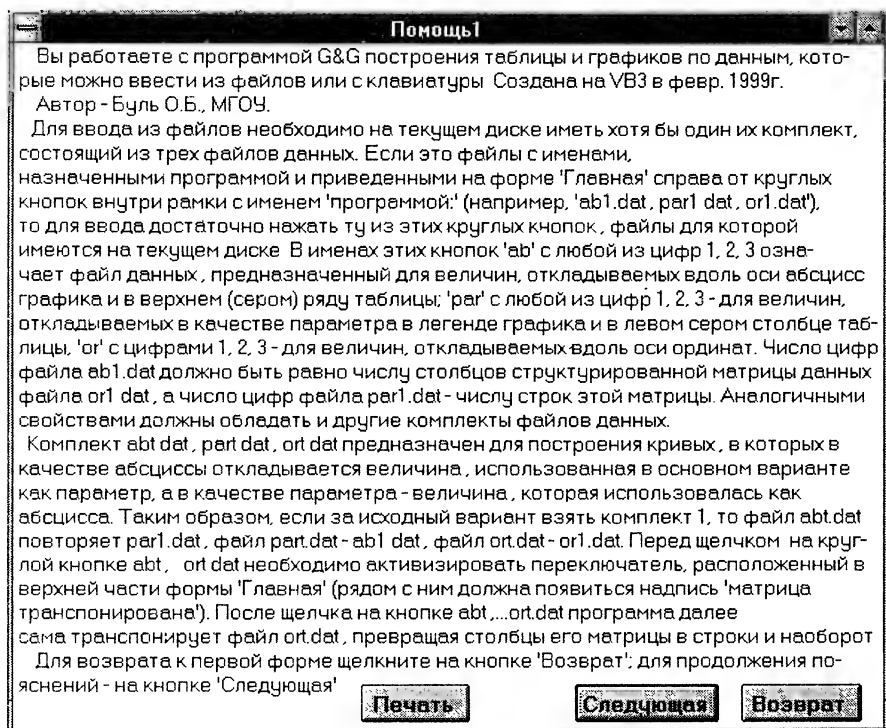 Помощь1
Вы работаете с программой G&G построения таблицы и графиков по данным, кото-
рые можно ввести из файлов или с клавиатуры Создана на VB3 в февр. 1999г.
Автор - Буль О.Б., МГОУ.
Для ввода из файлов необходимо на текущем диске иметь хотя бы один их комплект,
состоящий из трех файлов данных. Если это файлы с именами,
назначенными программой и приведенными на форме 'Главная' справа от круглых
кнопок внутри рамки с именем 'программой:' (например, 'ab1.dat, par1 dat, or1.dat'),
то для ввода достаточно нажать ту из этих круглых кнопок, файлы для которой
имеются на текущем диске В именах этих кнопок 'ab' с любой из цифр 1, 2, 3 озна-
чает файл данных, предназначенный для величин, откладываемых вдоль оси абсцисс
графика и в верхнем (сером) ряду таблицы; 'par' с любой из цифр 1, 2, 3 - для величин,
откладываемых в качестве параметра в легенде графика и в левом сером столбце таб-
лицы, 'or' с цифрами 1, 2, 3 - для величин, откладываемых вдоль оси ординат. Число цифр
файла ab1.dat должно быть равно числу столбцов структурированной матрицы данных
файла or1 dat, а число цифр файла par1.dat - числу строк этой матрицы. Аналогичными
свойствами должны обладать и другие комплекты файлов данных.
Комплект abt dat, part dat, ort dat предназначен для построения кривых, в которых в
качестве абсциссы откладывается величина, использованная в основном варианте
как параметр, а в качестве параметра - величина, которая использовалась как
абсцисса. Таким образом, если за исходный вариант взять комплект 1, то файл abt.dat
повторяет par1.dat, файл part.dat - ab1 dat, файл ort.dat - or1.dat. Перед щелчком на круг-
лой кнопке abt, ort dat необходимо активизировать переключатель, расположенный в
верхней части формы 'Главная' (рядом с ним должна появиться надпись 'матрица
транспонирована'). После щелчка на кнопке abt,...ort.dat программа далее
сама транспонирует файл ort.dat, превращая столбцы его матрицы в строки и наоборот
Для возврата к первой форме щелкните на кнопке 'Возврат'; для продолжения по-
яснений - на кнопке 'Следующая'
Печать Следующая Возврат